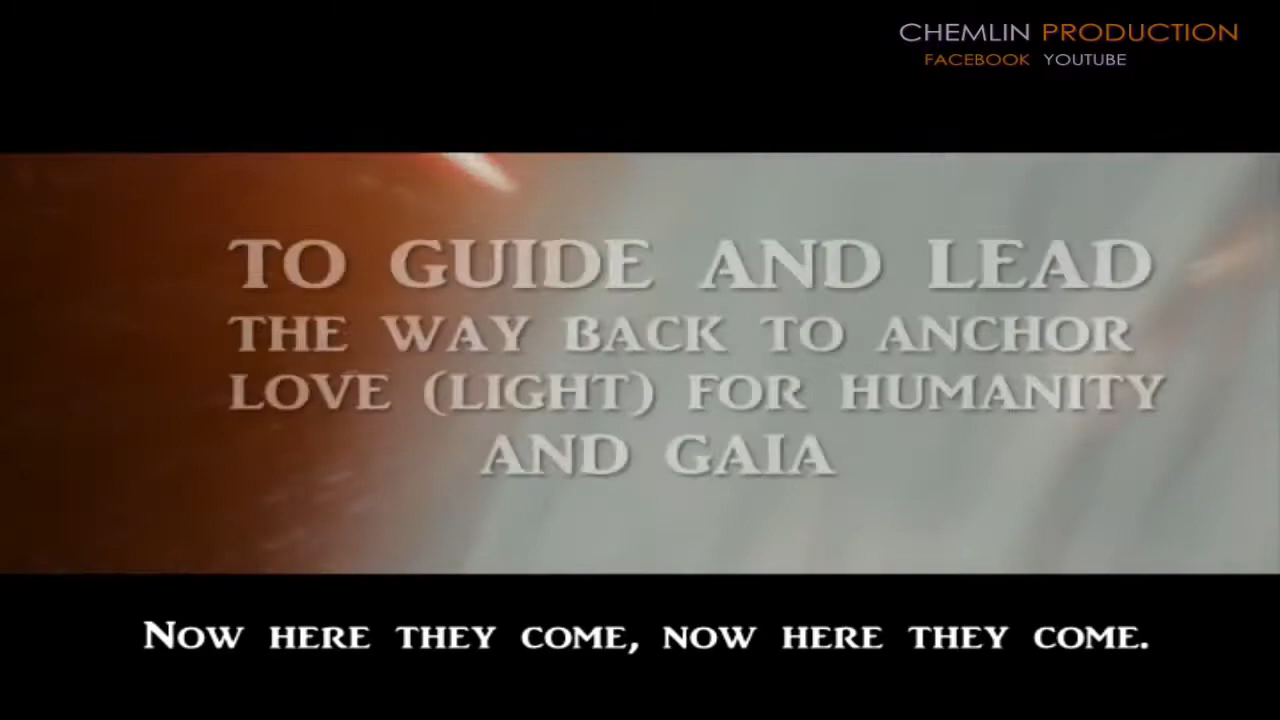 CHEMLIN PRODUCTION
FACEBOOK YOUTUBE
TO GUIDE AND LEAD
THE WAY BACK TO ANCHOR
LOVE (LIGHT) FOR HUMANITY
AND GAIA
NOW HERE THEY COME, NOW HERE THEY COME.